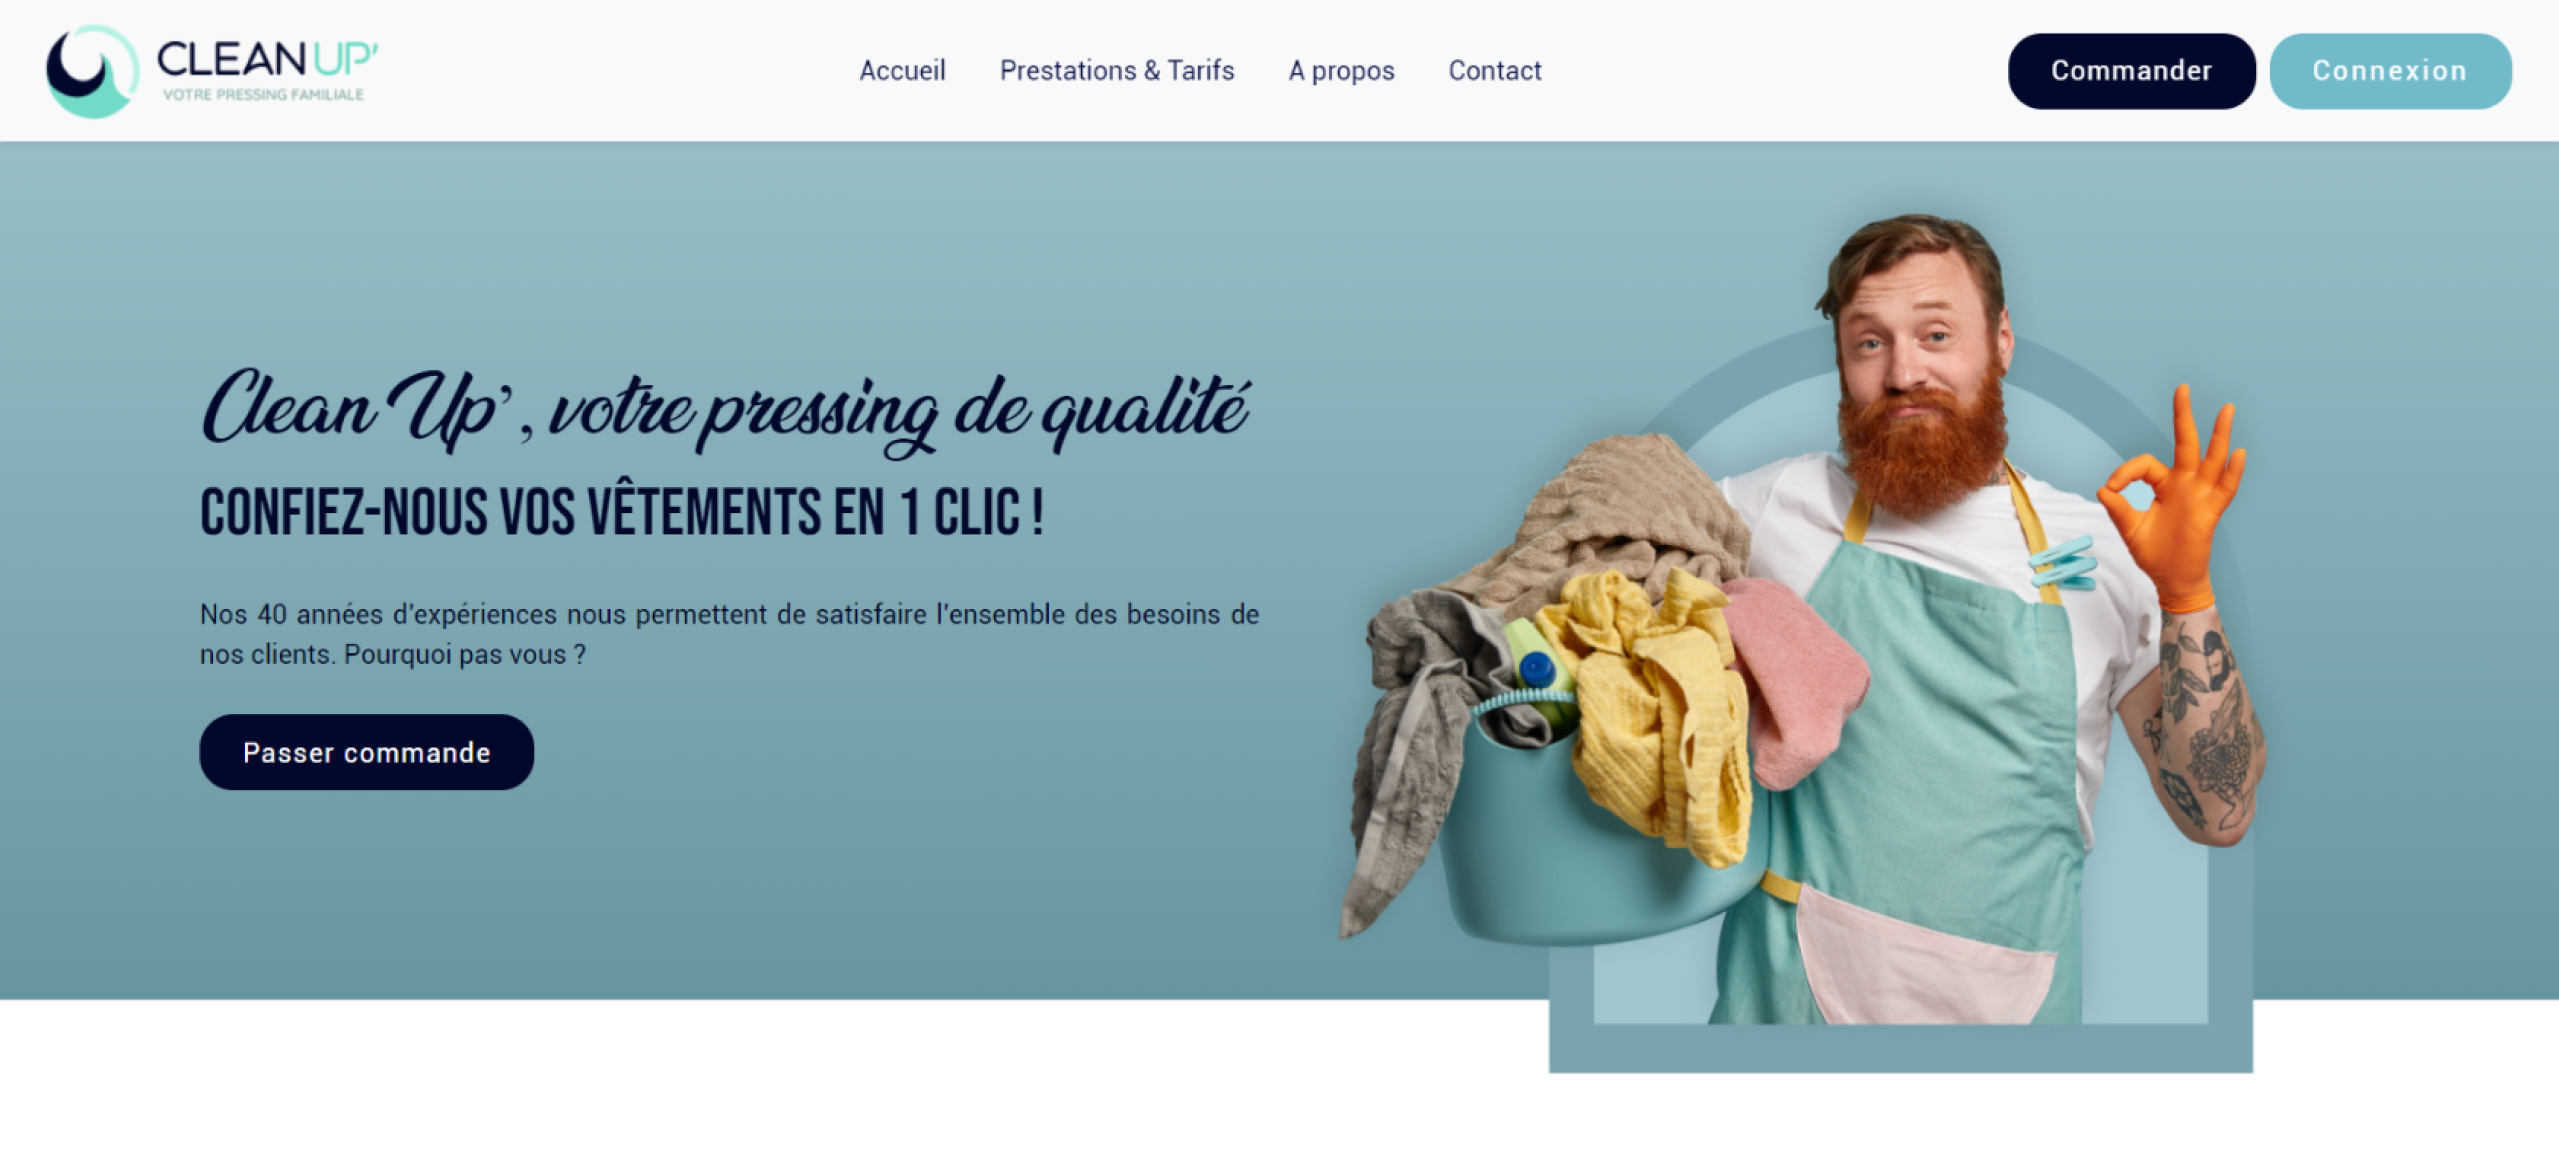 CLEAN UP'
VOTRE PRESSING FAMILIALE
Accueil
Prestations & Tarifs
A propos
Contact
Commander
Connexion
Clean Up', votre pressing de qualité
CONFIEZ-NOUS VOS VÊTEMENTS EN 1 CLIC !
Nos 40 années d'expériences nous permettent de satisfaire l'ensemble des besoins de
nos clients. Pourquoi pas vous ?
Passer commande